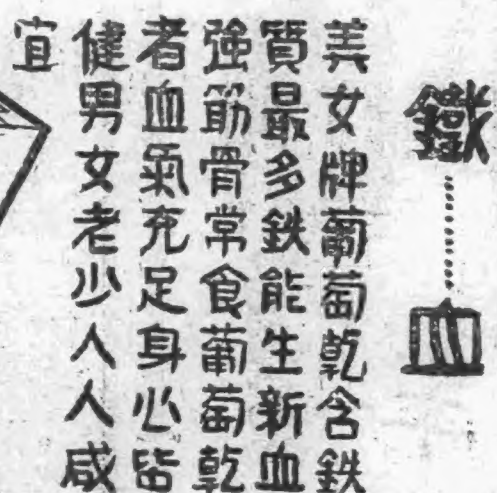 鐵……血
美女牌葡萄乾含鉄
質最多鉄能生新血
強筋骨常食葡萄乾
者血氣充足身心皆
健男女老少人人咸
宜